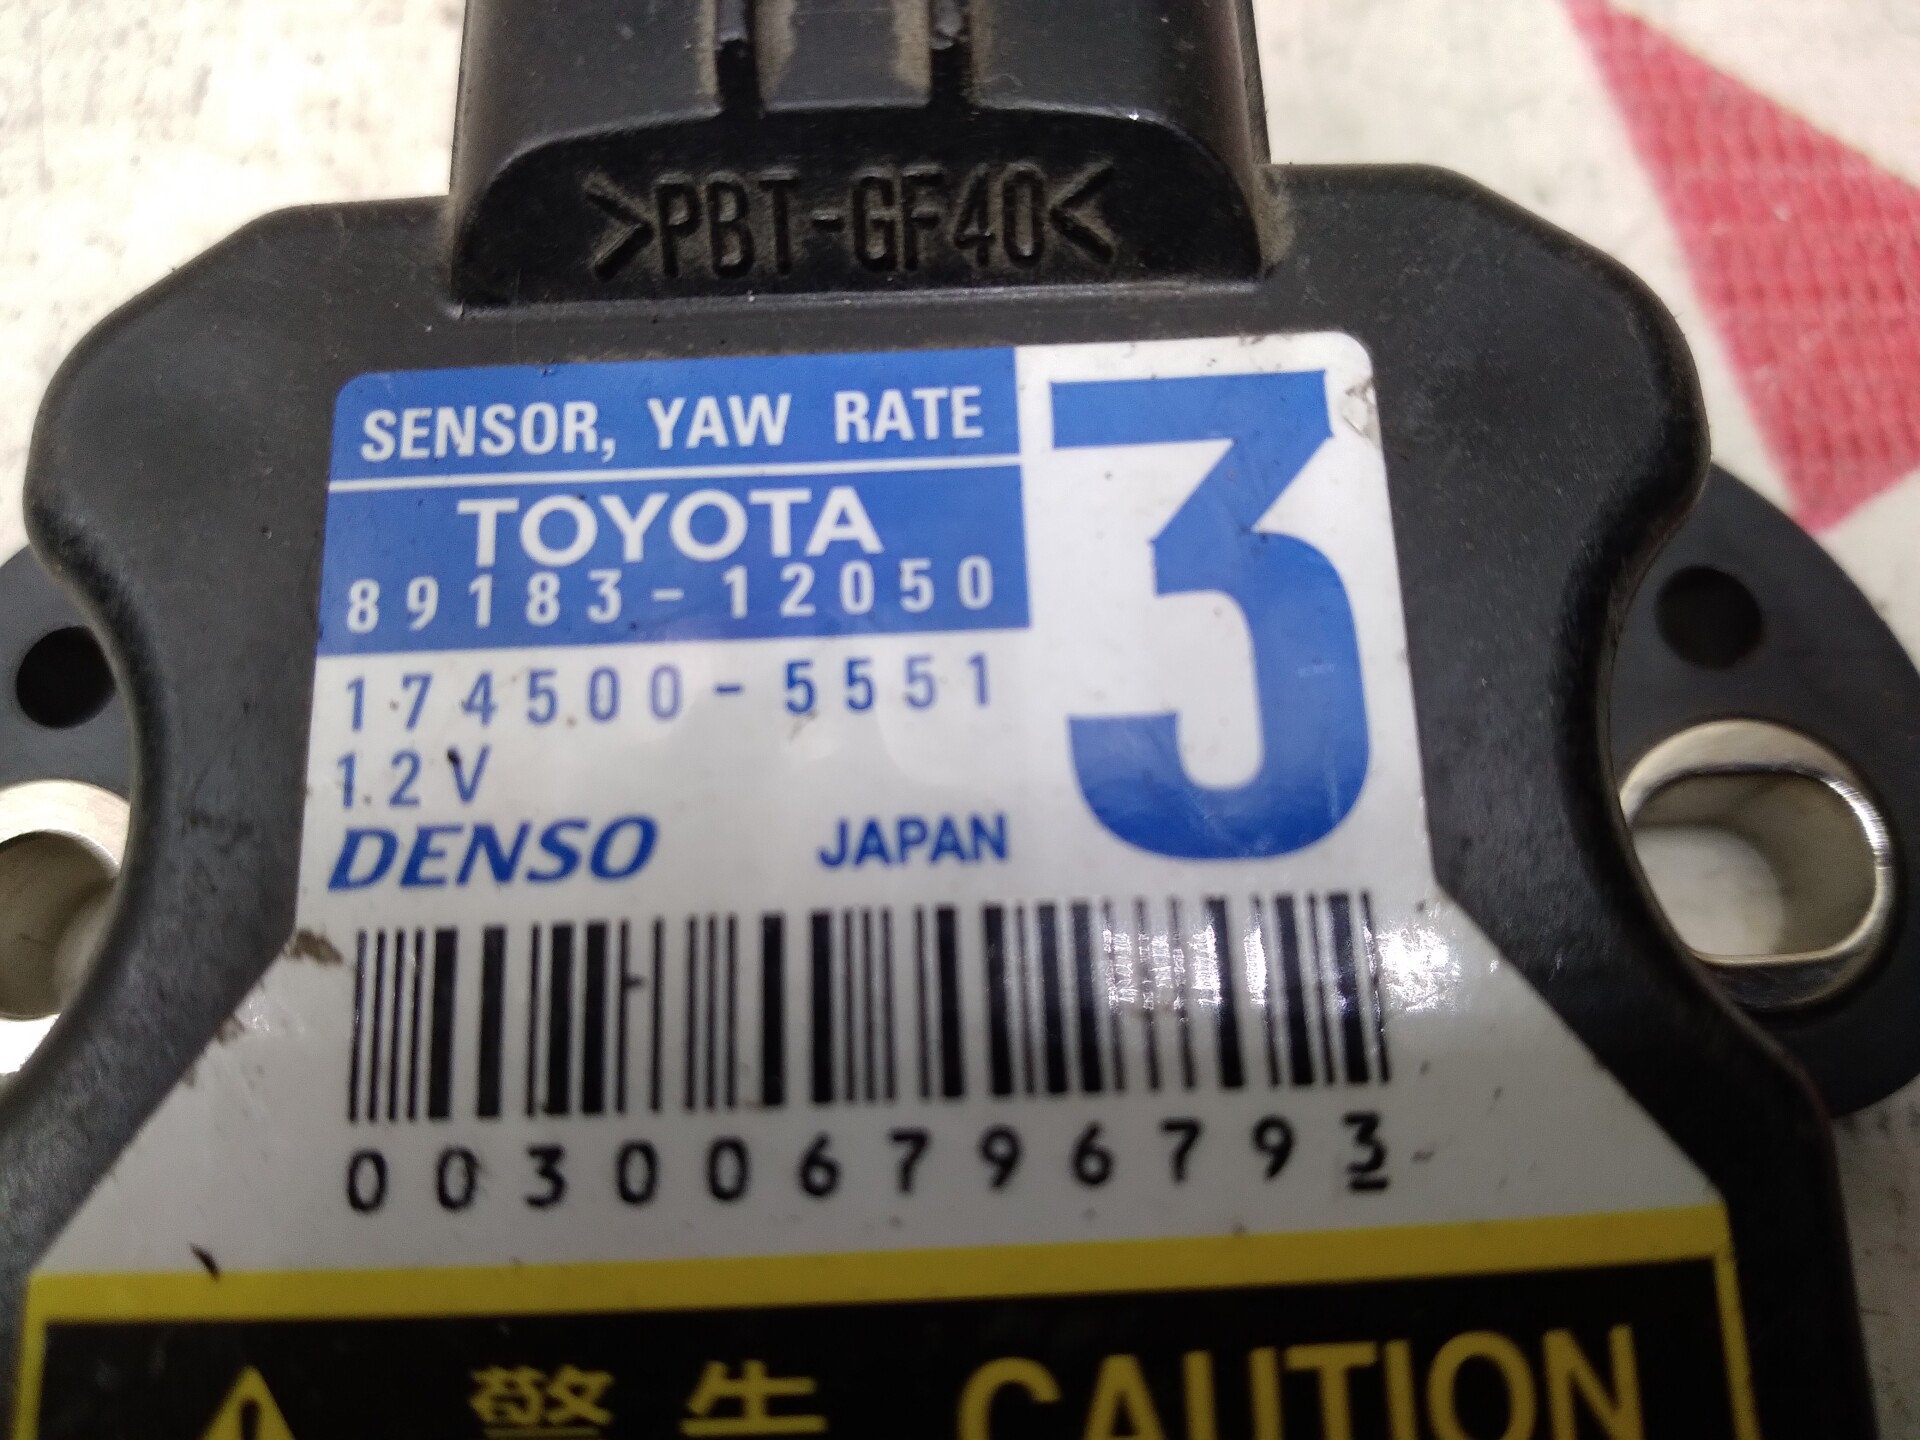 >PBT-GF40<
SENSOR, YAW RATE
3
TOYOTA
89183-12050
174500-5551
12V
DENSO JAPAN
003006796793
CAUTION